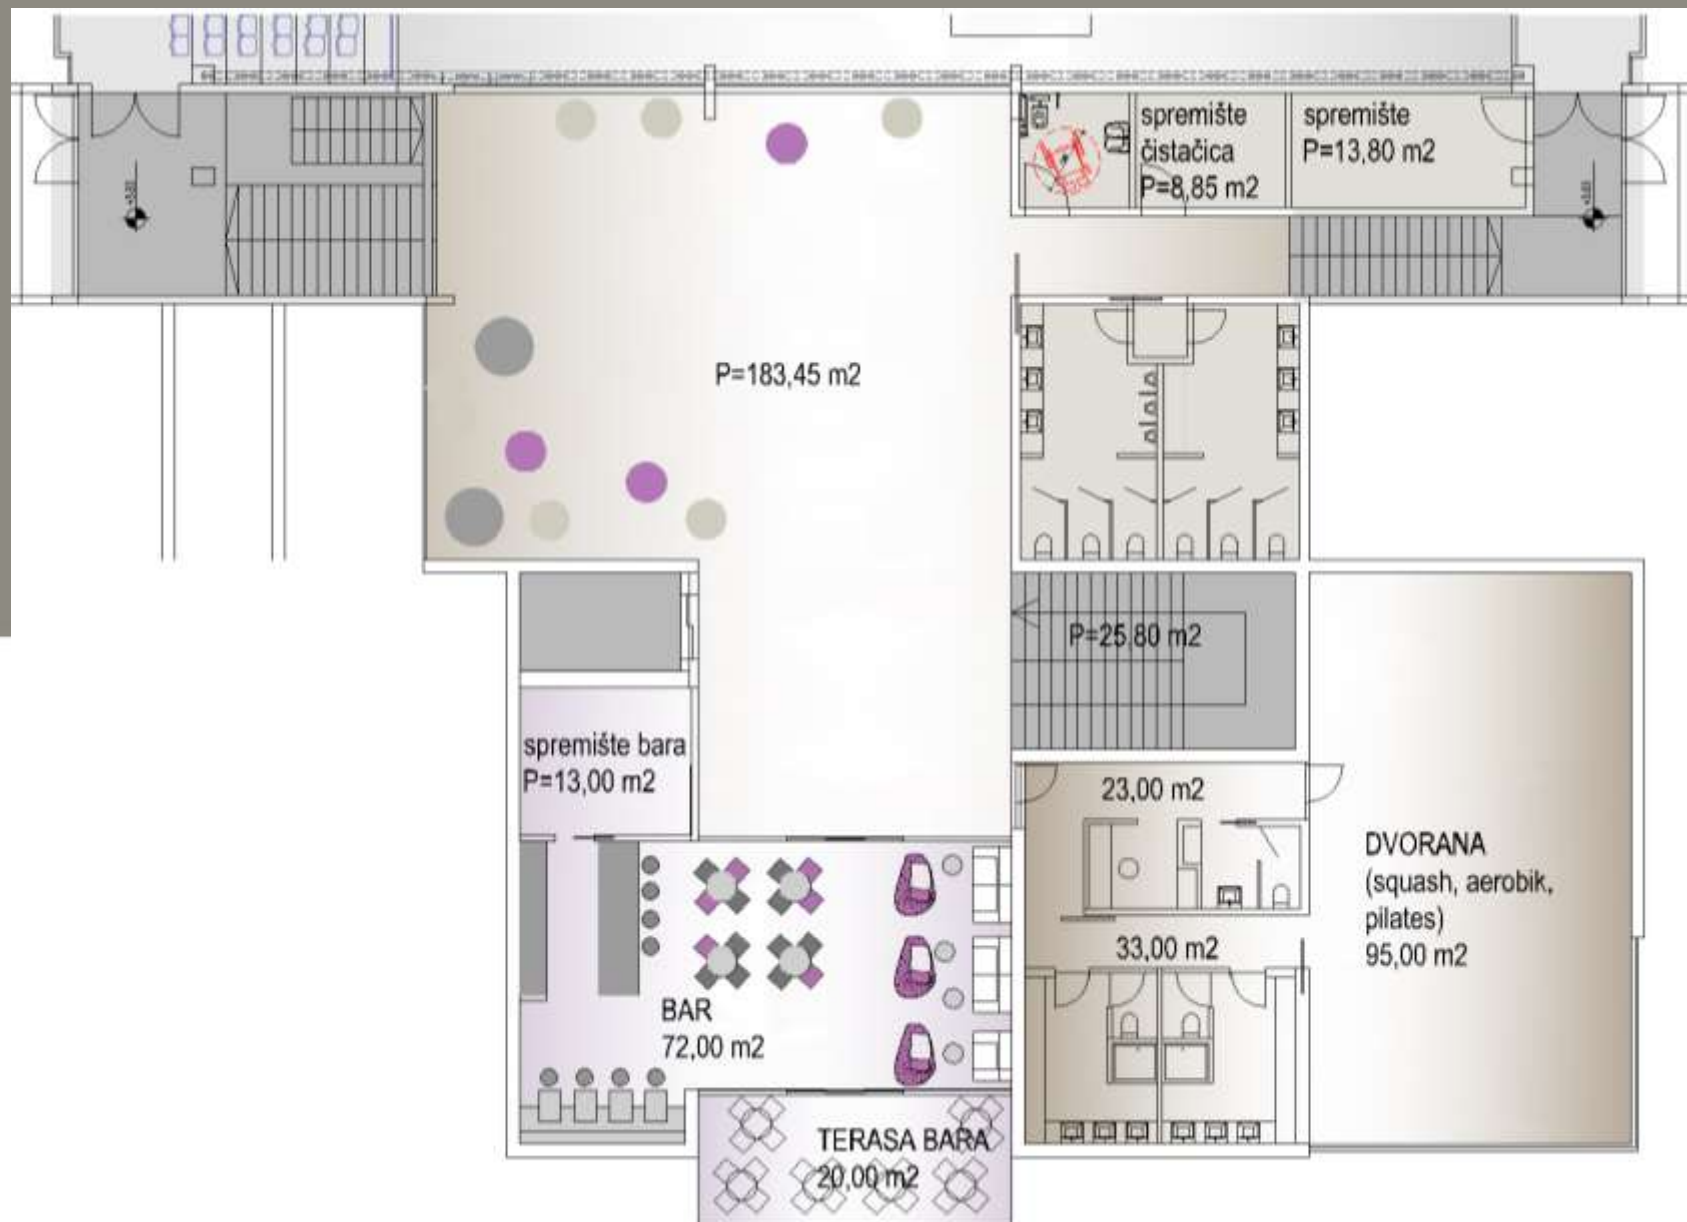 spremište
čistačica
P=8,85 m2
spremište
P=13,80 m2
P=183,45 m2
P=25,80 m2
spremište bara
P=13,00 m2
23,00 m2
DVORANA
(squash, aerobik,
pilates)
95,00 m2
33,00 m2
BAR
72,00 m2
TERASA BARA
20,00 m2